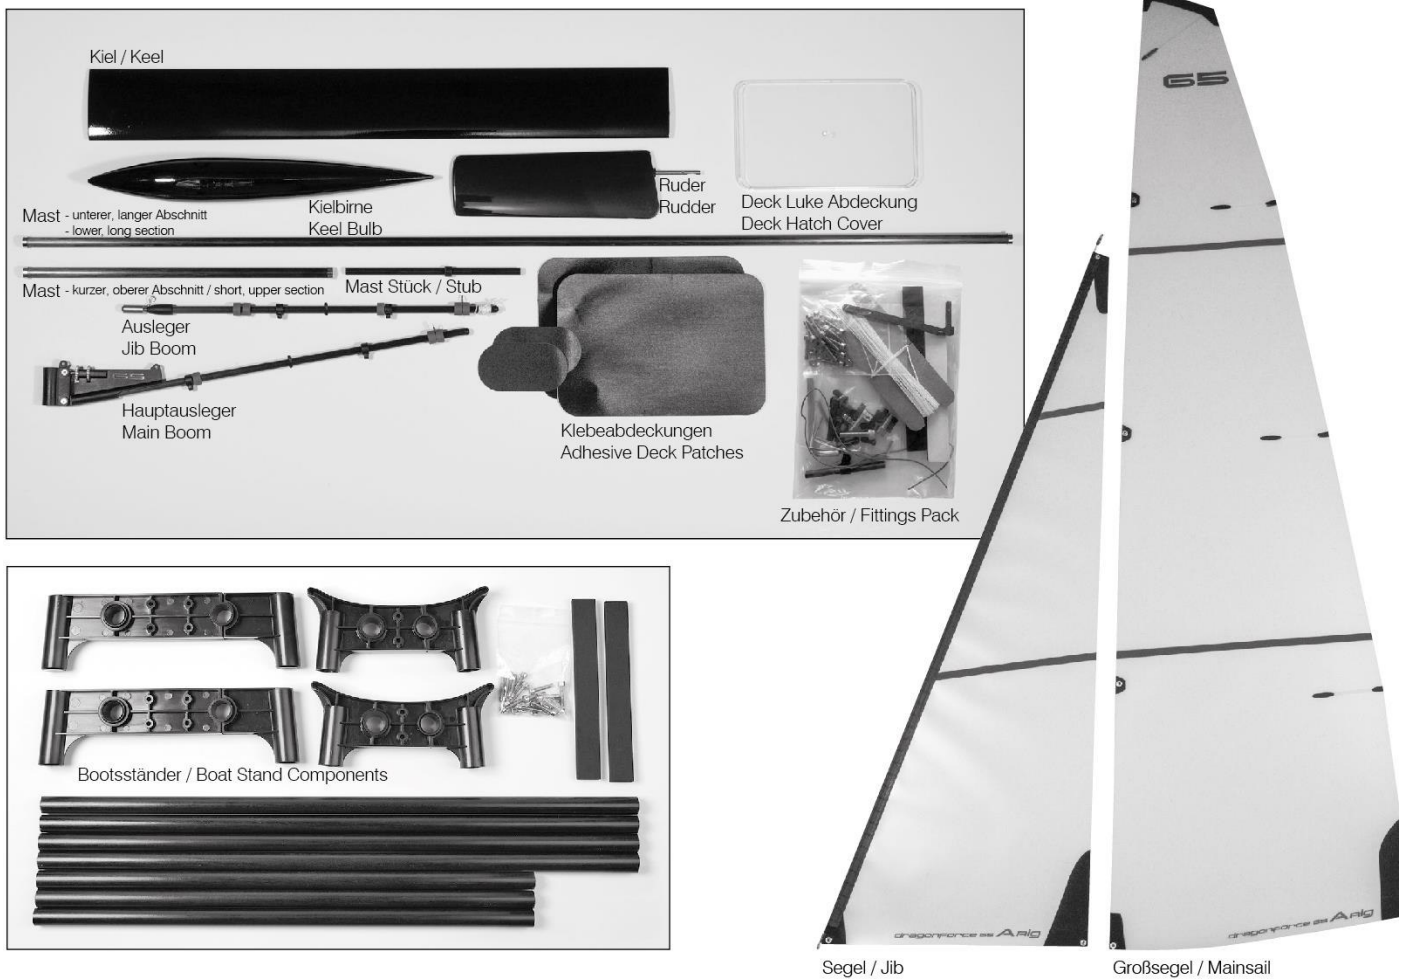 Kiel / Keel
Kielbirne
Keel Bulb
Ruder
Rudder
Deck Luke Abdeckung
Deck Hatch Cover
Mast - unterer, langer Abschnitt
- lower, long section
Mast - kurzer, oberer Abschnitt / short, upper section
Mast Stück / Stub
Ausleger
Jib Boom
Hauptausleger
Main Boom
Klebeabdeckungen
Adhesive Deck Patches
Zubehör / Fittings Pack
Bootsständer / Boat Stand Components
65
dragonforce 65 A Rig
dragonforce 65 A Rig
Segel / Jib
Großsegel / Mainsail